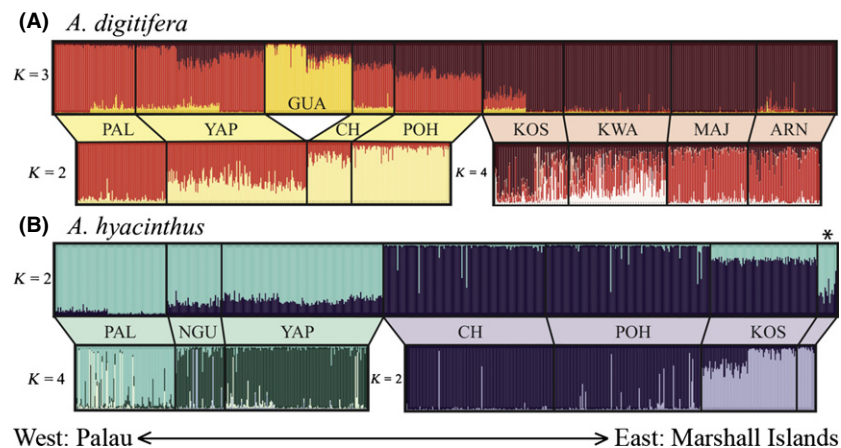 (A) A. digitifera
K = 3
GUA
PAL YAP CH POH KOS KWA MAJ ARN
K = 2
K = 4
(B) A. hyacinthus
*
K = 2
PAL NGU YAP CH POH KOS
K = 4
K = 2
West: Palau East: Marshall Islands